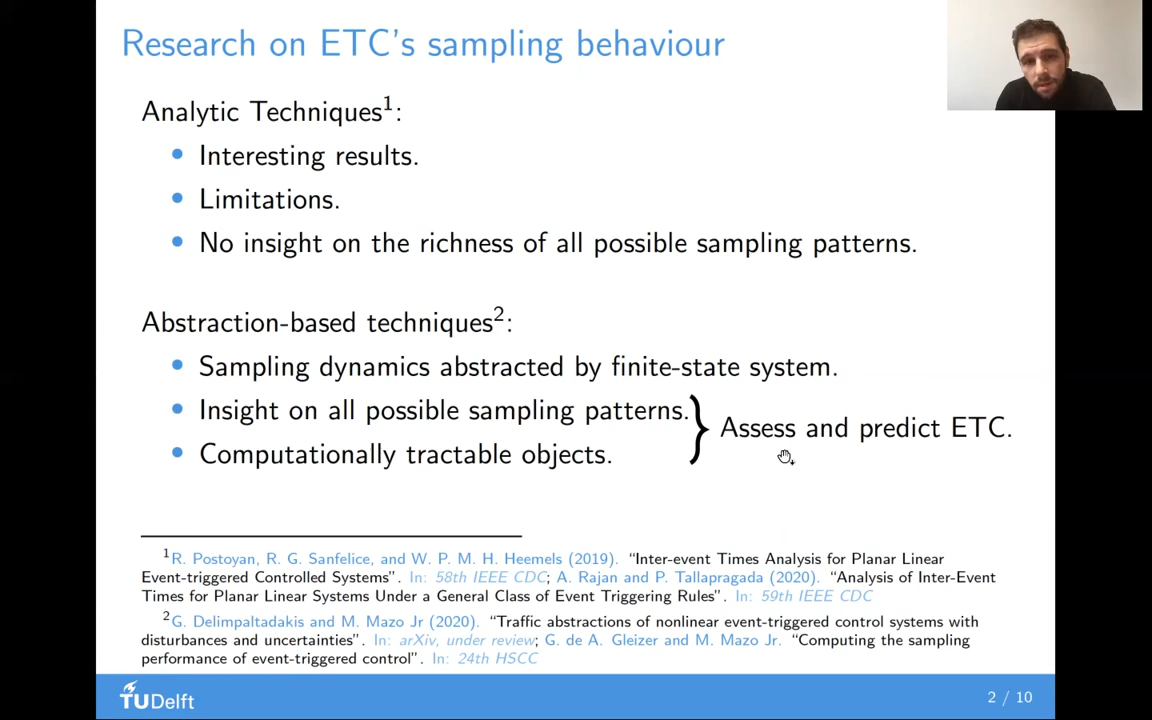 Research on ETC's sampling behaviour
Analytic Techniques¹:
• Interesting results.
• Limitations.
• No insight on the richness of all possible sampling patterns.
Abstraction-based techniques²:
• Sampling dynamics abstracted by finite-state system.
• Insight on all possible sampling patterns.
• Computationally tractable objects.
} Assess and predict ETC.
¹R. Postoyan, R. G. Sanfelice, and W. P. M. H. Heemels (2019). “Inter-event Times Analysis for Planar Linear
Event-triggered Controlled Systems”. In: 58th IEEE CDC; A. Rajan and P. Tallapragada (2020). “Analysis of Inter-Event
Times for Planar Linear Systems Under a General Class of Event Triggering Rules”. In: 59th IEEE CDC
²G. Delimpaltadakis and M. Mazo Jr (2020). “Traffic abstractions of nonlinear event-triggered control systems with
disturbances and uncertainties”. In: arXiv, under review; G. de A. Gleizer and M. Mazo Jr. “Computing the sampling
performance of event-triggered control”. In: 24th HSCC
TUDelft
2 / 10